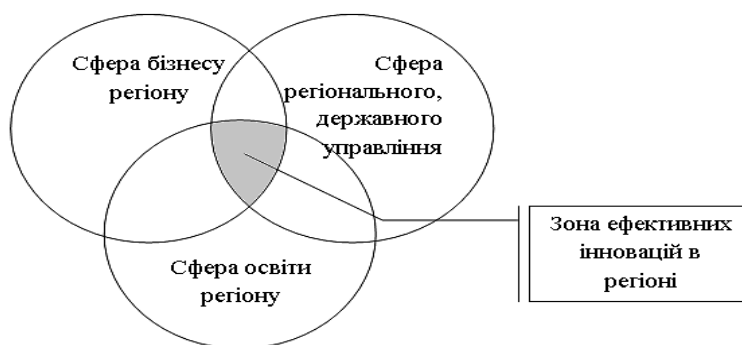 Сфера бізнесу
регіону
Сфера
регіонального,
державного
управління
Сфера освіти
регіону
Зона ефективних
інновацій в
регіоні